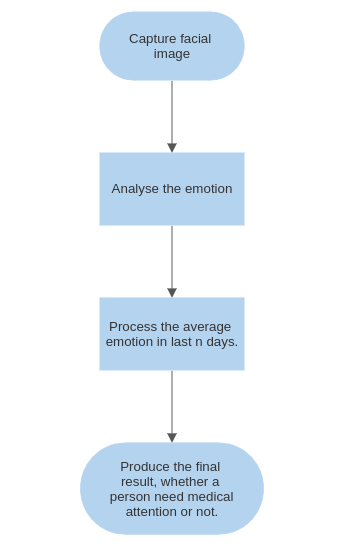 Capture facial
image
Analyse the emotion
Process the average
emotion in last n days.
Produce the final
result, whether a
person need medical
attention or not.